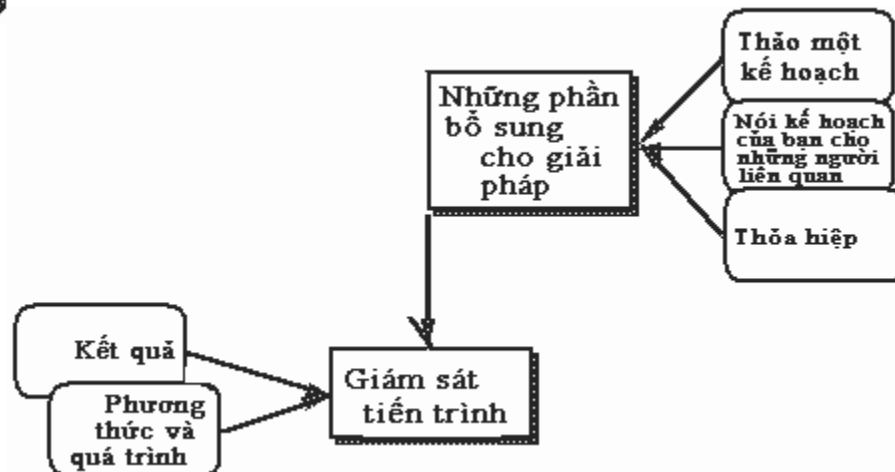 Những phần
bổ sung
cho giải
pháp
Thảo một
kế hoạch
Nói kế hoach
của bạn cho
những người
liên quan
Thỏa hiệp
Kết quả
Phương
thức và
quá trình
Giám sát
tiến trình